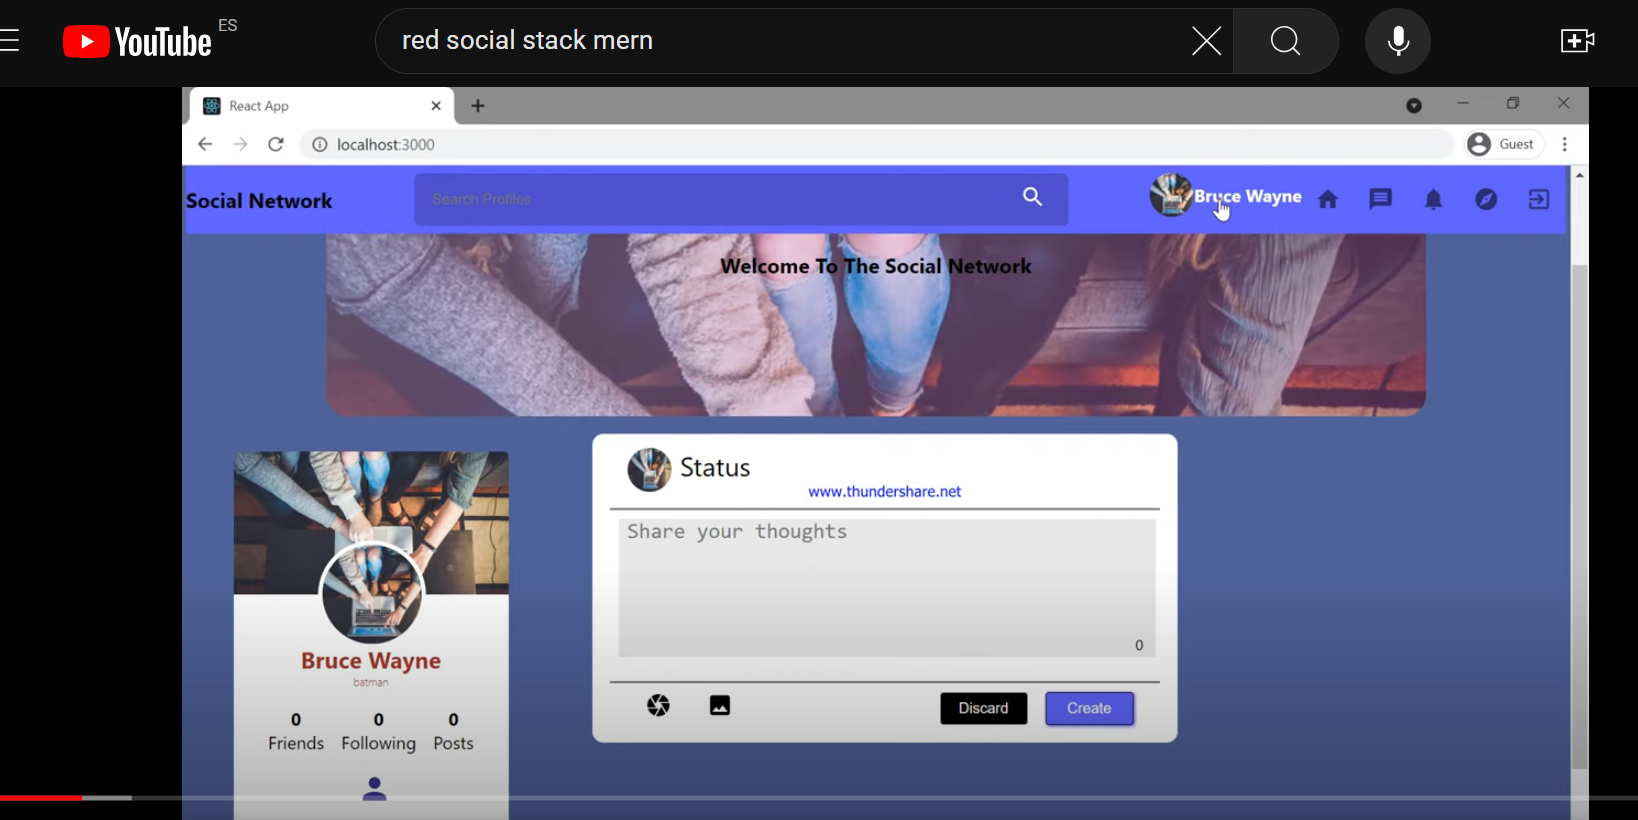 YouTube ES
red social stack mern
React App
localhost:3000
Guest
Social Network
Search Profiles
Bruce Wayne
Welcome To The Social Network
Status
www.thundershare.net
Share your thoughts
0
Discard
Create
Bruce Wayne
batman
0 0 0
Friends Following Posts